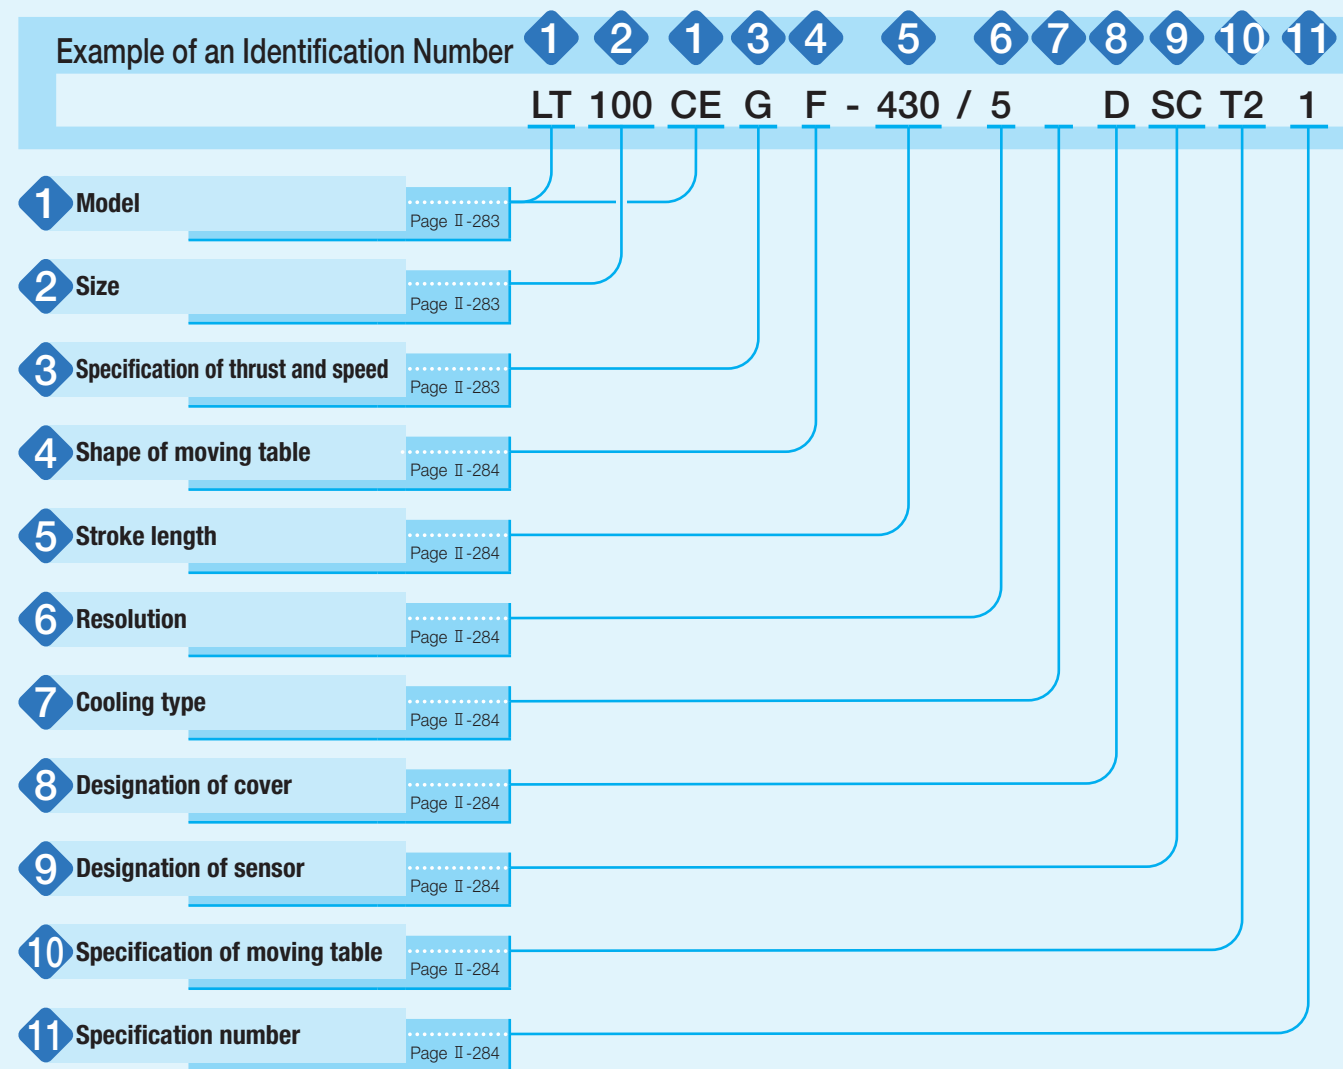 Example of an Identification Number 1 2 1 3 4 5 6 7 8 9 10 11
LT 100 CE G F - 430 / 5 D SC T2 1
1 Model
Page Ⅱ-283
2 Size
Page Ⅱ-283
3 Specification of thrust and speed
Page Ⅱ-283
4 Shape of moving table
Page Ⅱ-284
5 Stroke length
Page Ⅱ-284
6 Resolution
Page Ⅱ-284
7 Cooling type
Page Ⅱ-284
8 Designation of cover
Page Ⅱ-284
9 Designation of sensor
Page Ⅱ-284
10 Specification of moving table
Page Ⅱ-284
11 Specification number
Page Ⅱ-284